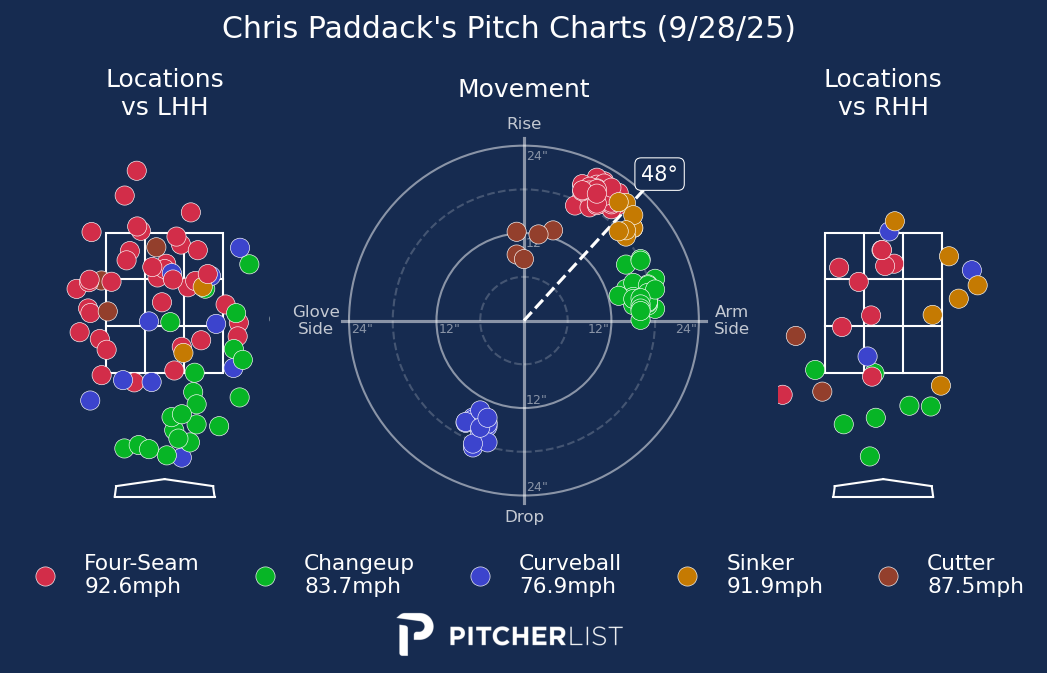 Chris Paddack's Pitch Charts (9/28/25)
Locations
vs LHH
Movement
Locations
vs RHH
Rise
24"
48°
12"
Glove
Side
24"
12"
12"
24"
Arm
Side
12"
24"
Drop
Four-Seam
92.6mph
Changeup
83.7mph
Curveball
76.9mph
Sinker
91.9mph
Cutter
87.5mph
PITCHERLIST